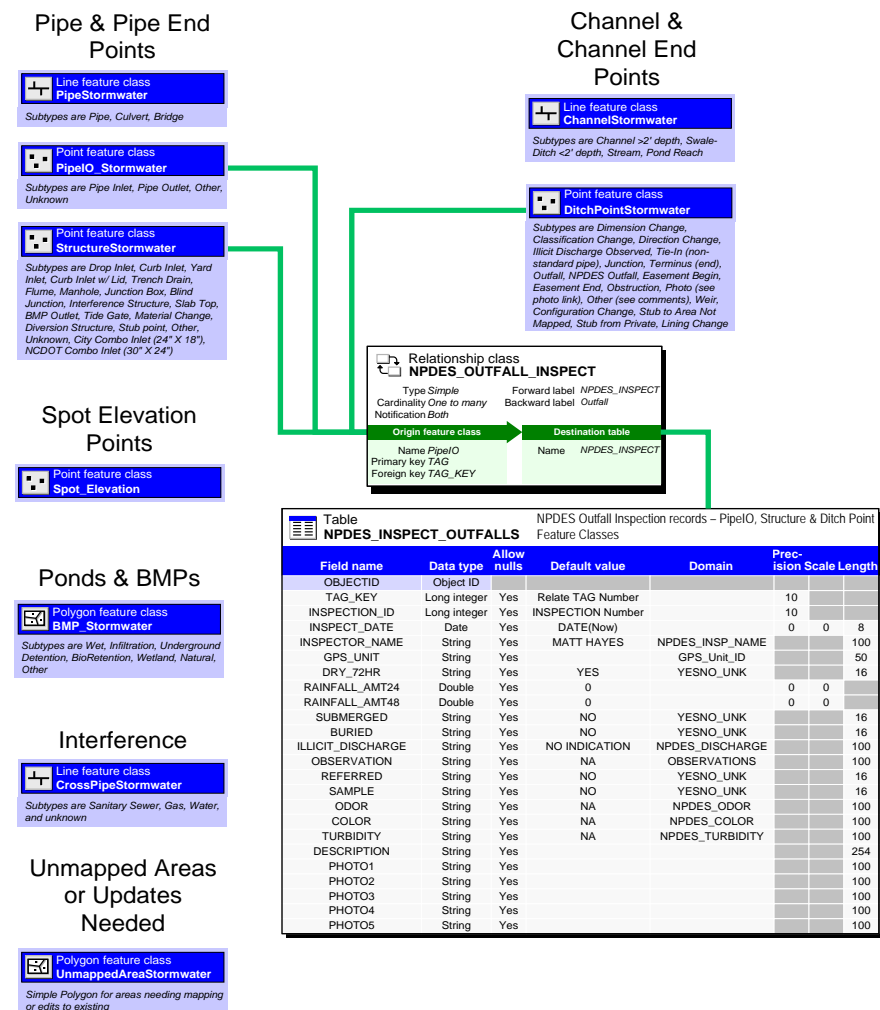 Pipe & Pipe End
Points
Line feature class
PipeStormwater
Subtypes are Pipe, Culvert, Bridge
Point feature class
PipeIO_Stormwater
Subtypes are Pipe Inlet, Pipe Outlet, Other,
Unknown
Point feature class
StructureStormwater
Subtypes are Drop Inlet, Curb Inlet, Yard
Inlet, Curb Inlet w/ Lid, Trench Drain,
Flume, Manhole, Junction Box, Blind
Junction, Interference Structure, Slab Top,
BMP Outlet, Tide Gate, Material Change,
Diversion Structure, Stub point, Other,
Unknown, City Combo Inlet (24" X 18"),
NCDOT Combo Inlet (30" X 24")
Channel &
Channel End
Points
Line feature class
ChannelStormwater
Subtypes are Channel >2' depth, Swale-
Ditch <2' depth, Stream, Pond Reach
Point feature class
DitchPointStormwater
Subtypes are Dimension Change,
Classification Change, Direction Change,
Illicit Discharge Observed, Tie-In (non-
standard pipe), Junction, Terminus (end),
Outfall, NPDES Outfall, Easement Begin,
Easement End, Obstruction, Photo (see
photo link), Other (see comments), Weir,
Configuration Change, Stub to Area Not
Mapped, Stub from Private, Lining Change
Relationship class
NPDES_OUTFALL_INSPECT
Type Simple Forward label NPDES_INSPECT
Cardinality One to many Backward label Outfall
Notification Both
Origin feature class Destination table
Name PipeIO Name NPDES_INSPECT
Primary key TAG
Foreign key TAG_KEY
Spot Elevation
Points
Point feature class
Spot_Elevation
Ponds & BMPs
Polygon feature class
BMP_Stormwater
Subtypes are Wet, Infiltration, Underground
Detention, BioRetention, Wetland, Natural,
Other
Interference
Line feature class
CrossPipeStormwater
Subtypes are Sanitary Sewer, Gas, Water,
and unknown
Unmapped Areas
or Updates
Needed
Polygon feature class
UnmappedAreaStormwater
Simple Polygon for areas needing mapping
or edits to existing
Table NPDES Outfall Inspection records – PipeIO, Structure & Ditch Point
NPDES_INSPECT_OUTFALLS Feature Classes
Field name Data type Allow nulls Default value Domain Prec-ision Scale Length
OBJECTID Object ID
TAG_KEY Long integer Yes Relate TAG Number 10
INSPECTION_ID Long integer Yes INSPECTION Number 10
INSPECT_DATE Date Yes DATE(Now) 0 0 8
INSPECTOR_NAME String Yes MATT HAYES NPDES_INSP_NAME 100
GPS_UNIT String Yes GPS_Unit_ID 50
DRY_72HR String Yes YES YESNO_UNK 16
RAINFALL_AMT24 Double Yes 0 0 0
RAINFALL_AMT48 Double Yes 0 0 0
SUBMERGED String Yes NO YESNO_UNK 16
BURIED String Yes NO YESNO_UNK 16
ILLICIT_DISCHARGE String Yes NO INDICATION NPDES_DISCHARGE 100
OBSERVATION String Yes NA OBSERVATIONS 100
REFERRED String Yes NO YESNO_UNK 16
SAMPLE String Yes NO YESNO_UNK 16
ODOR String Yes NA NPDES_ODOR 100
COLOR String Yes NA NPDES_COLOR 100
TURBIDITY String Yes NA NPDES_TURBIDITY 100
DESCRIPTION String Yes 254
PHOTO1 String Yes 100
PHOTO2 String Yes 100
PHOTO3 String Yes 100
PHOTO4 String Yes 100
PHOTO5 String Yes 100